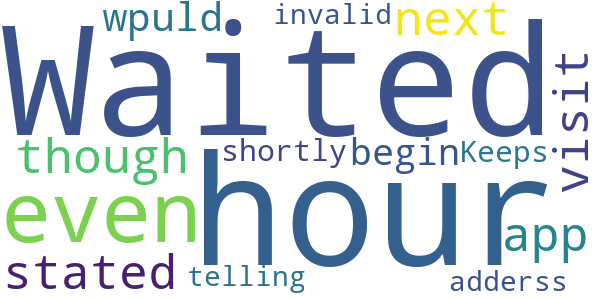 wpuld
invalid
next
Waited
visit
though
shortly
begin
Keeps
even
hour
app
stated
telling
adderss